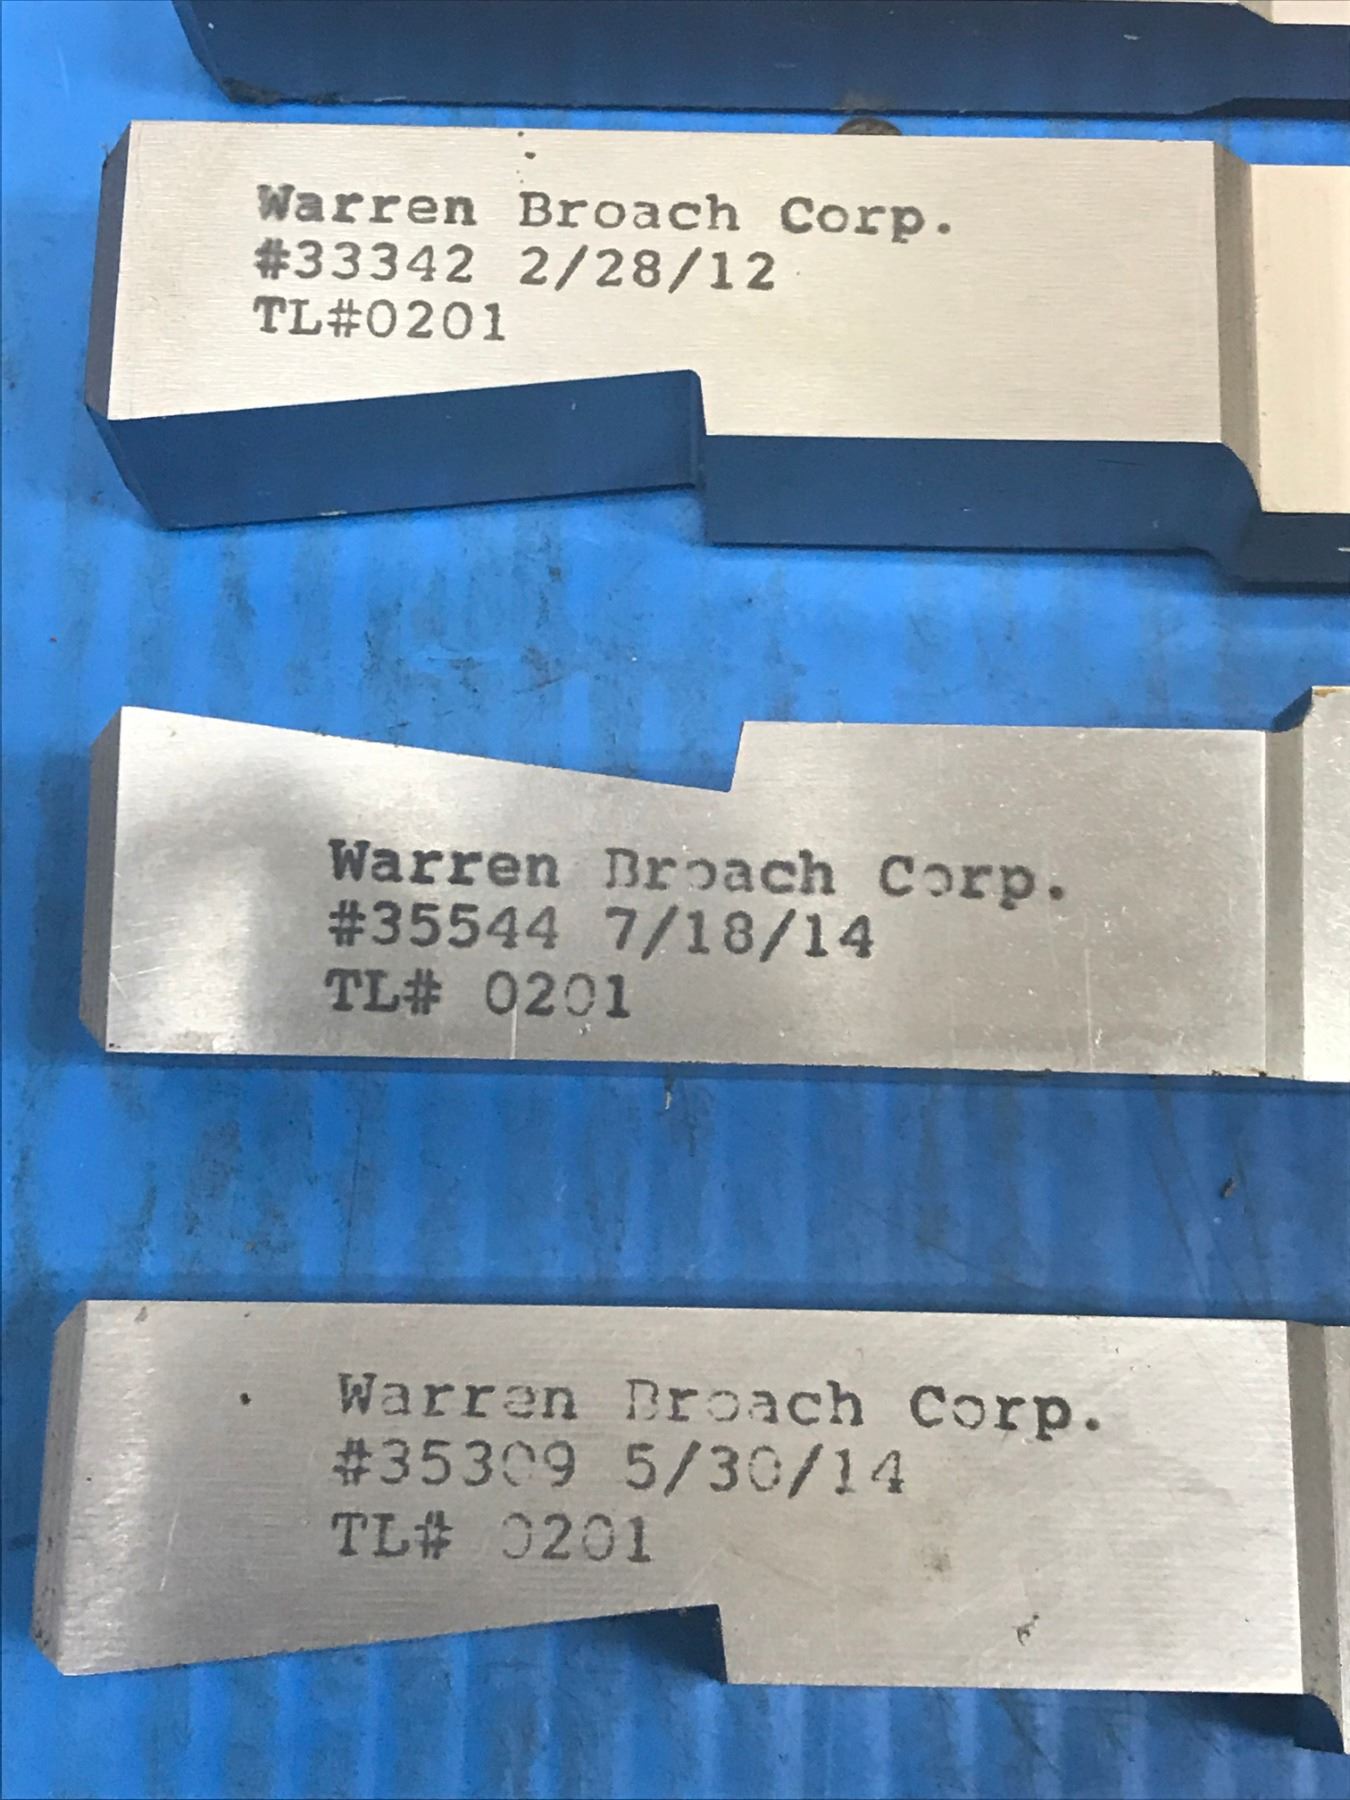 Warren Broach Corp.
#33342 2/28/12
TL#0201
Warren Broach Corp.
#35544 7/18/14
TL# 0201
Warren Broach Corp.
#35309 5/30/14
TL# 0201